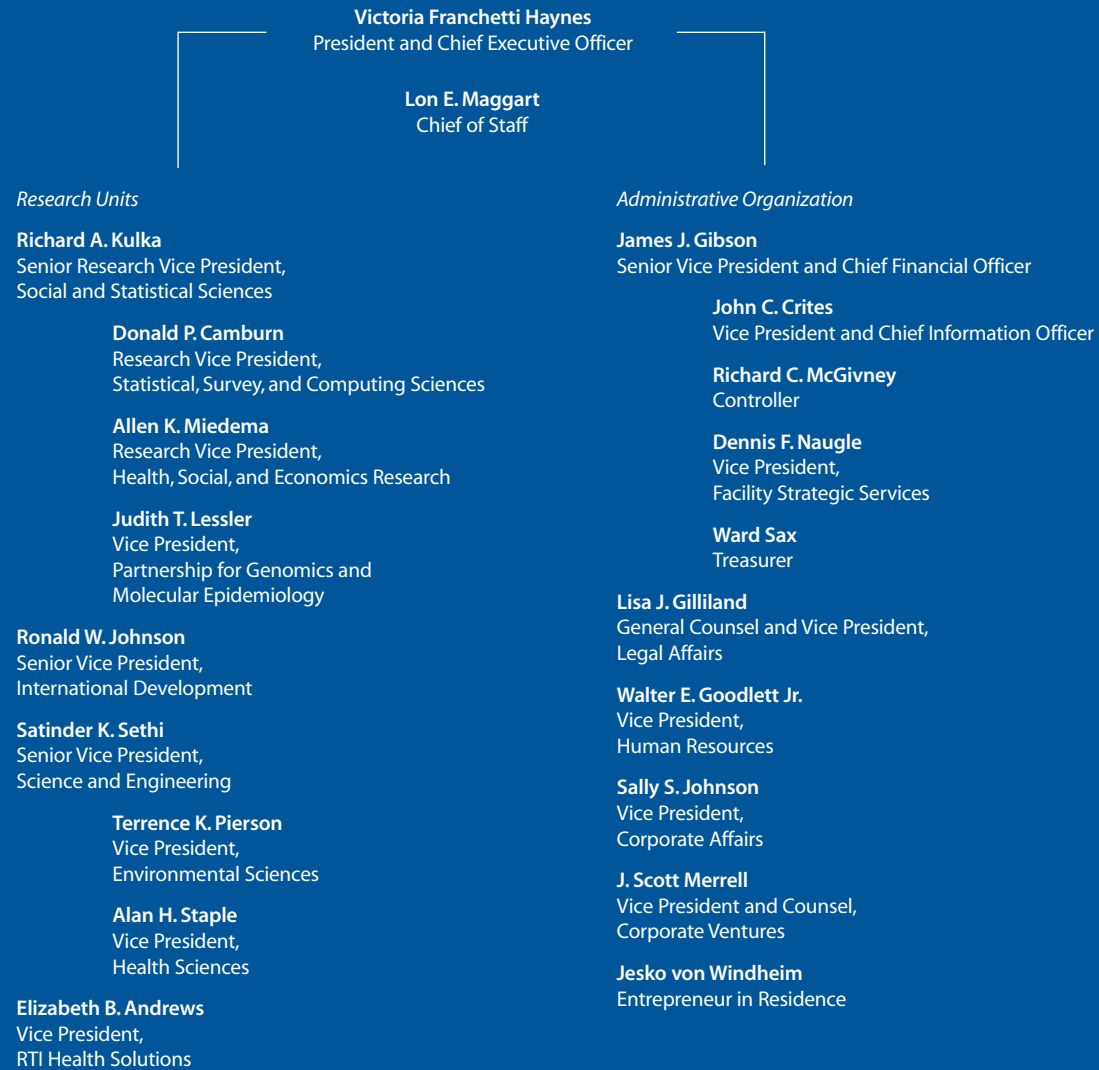 Victoria Franchetti Haynes
President and Chief Executive Officer
Lon E. Maggart
Chief of Staff
Research Units
Richard A. Kulka
Senior Research Vice President,
Social and Statistical Sciences
Donald P. Camburn
Research Vice President,
Statistical, Survey, and Computing Sciences
Allen K. Miedema
Research Vice President,
Health, Social, and Economics Research
Judith T. Lessler
Vice President,
Partnership for Genomics and
Molecular Epidemiology
Ronald W. Johnson
Senior Vice President,
International Development
Satinder K. Sethi
Senior Vice President,
Science and Engineering
Terrence K. Pierson
Vice President,
Environmental Sciences
Alan H. Staple
Vice President,
Health Sciences
Elizabeth B. Andrews
Vice President,
RTI Health Solutions
Administrative Organization
James J. Gibson
Senior Vice President and Chief Financial Officer
John C. Crites
Vice President and Chief Information Officer
Richard C. McGivney
Controller
Dennis F. Naugle
Vice President,
Facility Strategic Services
Ward Sax
Treasurer
Lisa J. Gilliland
General Counsel and Vice President,
Legal Affairs
Walter E. Goodlett Jr.
Vice President,
Human Resources
Sally S. Johnson
Vice President,
Corporate Affairs
J. Scott Merrell
Vice President and Counsel,
Corporate Ventures
Jesko von Windheim
Entrepreneur in Residence